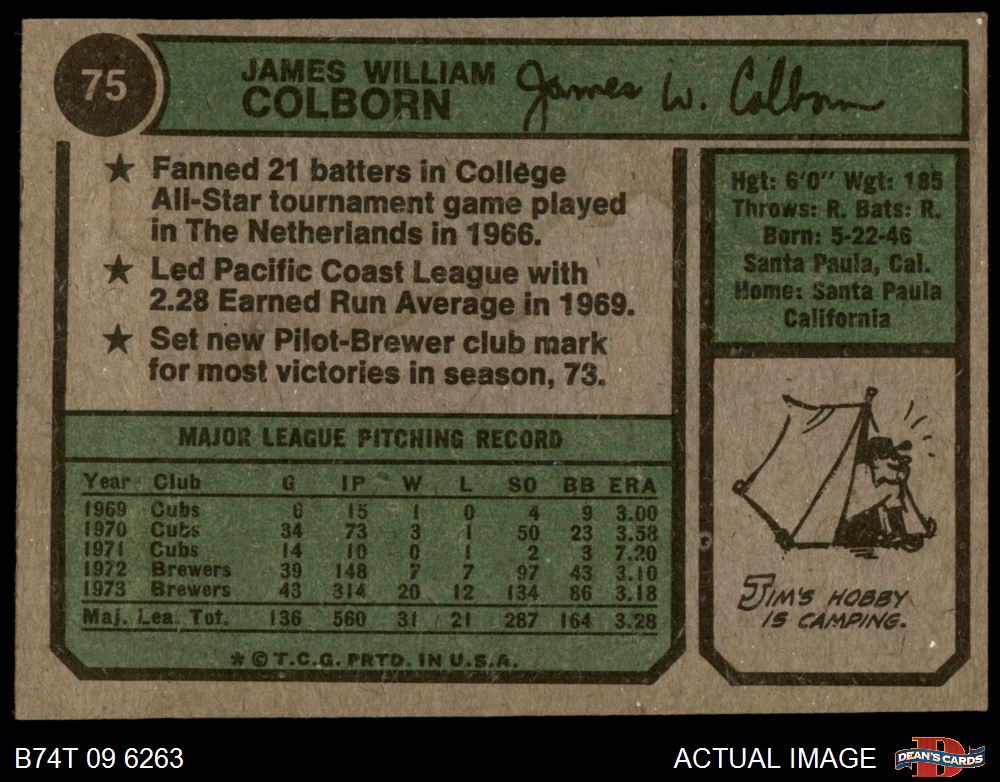 75
JAMES WILLIAM
COLBORN
James W. Colborn
★ Fanned 21 batters in College
All-Star tournament game played
in The Netherlands in 1966.
★ Led Pacific Coast League with
2.28 Earned Run Average in 1969.
★ Set new Pilot-Brewer club mark
for most victories in season, 73.
Hgt: 6'0" Wgt: 185
Throws: R. Bats: R.
Born: 5-22-46
Santa Paula, Cal.
Home: Santa Paula
California
MAJOR LEAGUE PITCHING RECORD
Year Club G IP W L SO BB ERA
1969 Cubs 6 15 1 0 4 9 3.00
1970 Cubs 34 73 3 1 50 23 3.58
1971 Cubs 14 10 0 1 2 3 7.20
1972 Brewers 39 148 7 7 97 43 3.10
1973 Brewers 43 314 20 12 134 86 3.18
Maj. Lea. Tot. 136 560 31 21 287 164 3.28
* © T.C.G. PRTD. IN U.S.A.
JIM'S HOBBY
IS CAMPING.
B74T 09 6263
ACTUAL IMAGE
D
DEAN'S CARDS